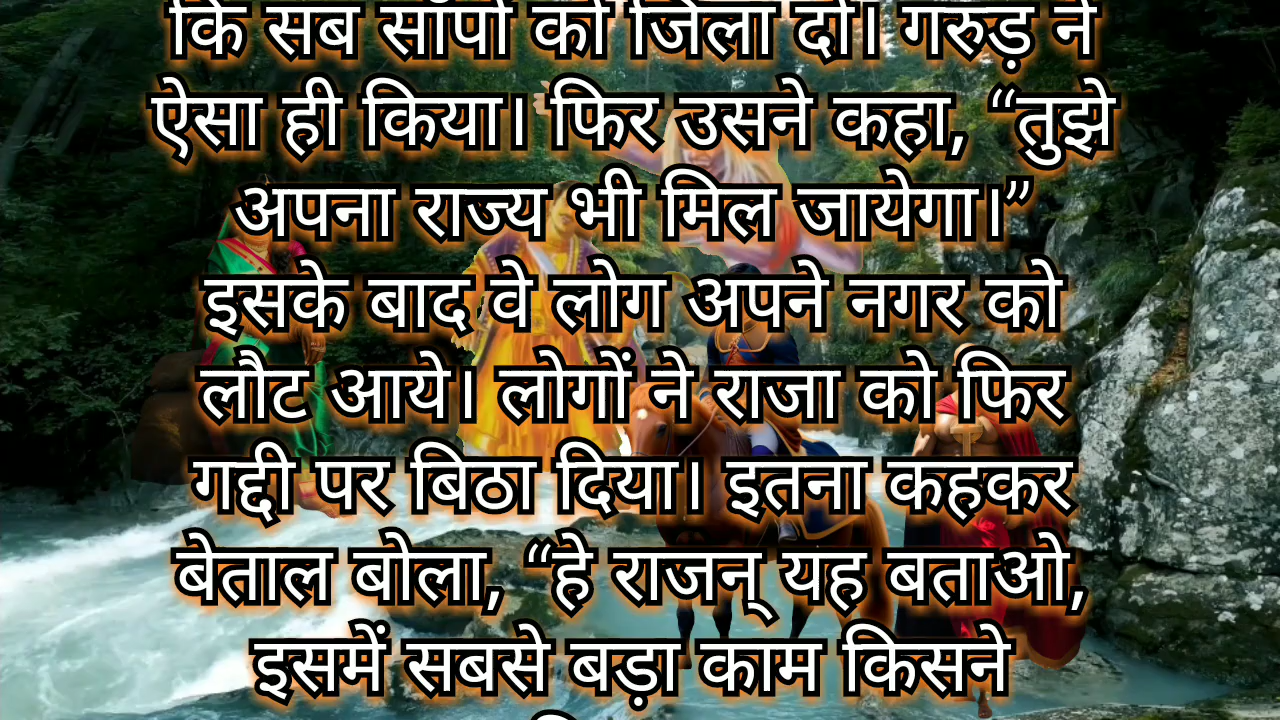 कि सब साँपों को जिला दो। गरुड़ ने
ऐसा ही किया। फिर उसने कहा, “तुझे
अपना राज्य भी मिल जायेगा।”
इसके बाद वे लोग अपने नगर को
लौट आये। लोगों ने राजा को फिर
गद्दी पर बिठा दिया। इतना कहकर
बेताल बोला, “हे राजन् यह बताओ,
इसमें सबसे बड़ा काम किसने